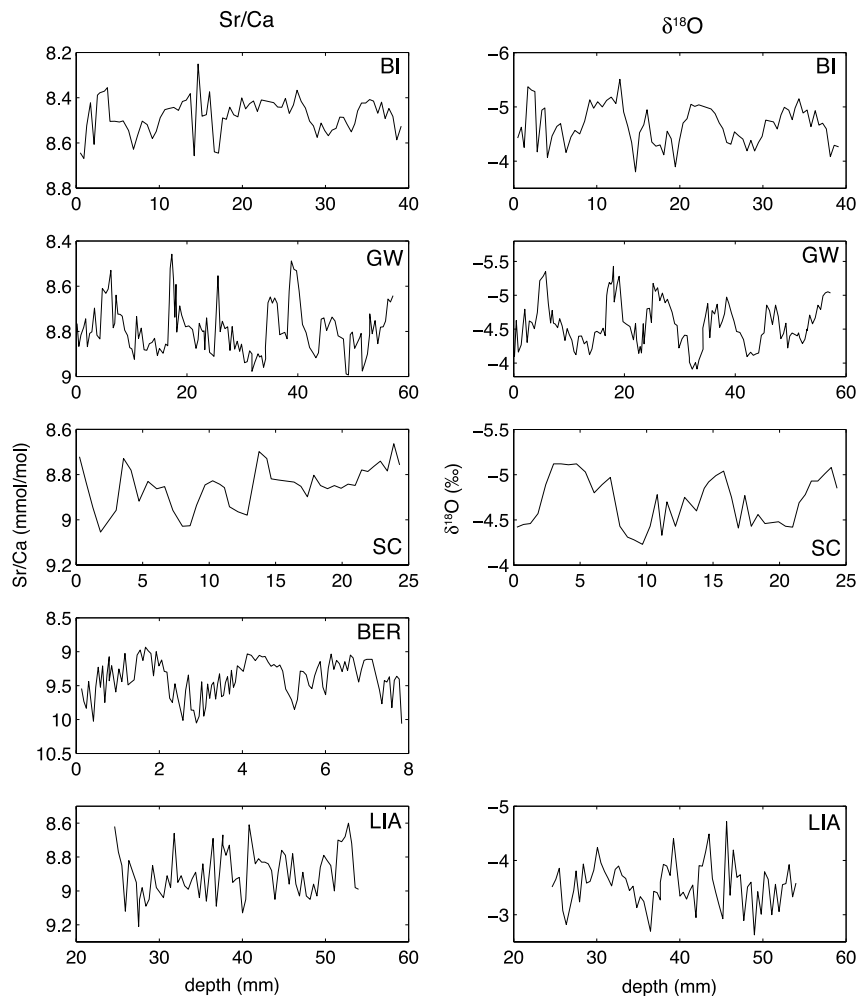 Sr/Ca
δ¹⁸O
8.2
8.4
8.6
8.8
BI
0 10 20 30 40
−6
−5
−4
BI
0 10 20 30 40
8.4
8.6
8.8
9
GW
20 40 60
−5.5
−5
−4.5
−4
GW
0 20 40 60
8.6
8.8
9
9.2
SC
0 5 10 15 20 25
−5.5
−5
−4.5
−4
SC
0 5 10 15 20 25
Sr/Ca (mmol/mol)
δ¹⁸O (‰)
8.5
9
9.5
10
10.5
BER
0 2 4 6 8
8.6
8.8
9
9.2
LIA
20 30 40 50 60
depth (mm)
−5
−4
−3
LIA
20 30 40 50 60
depth (mm)